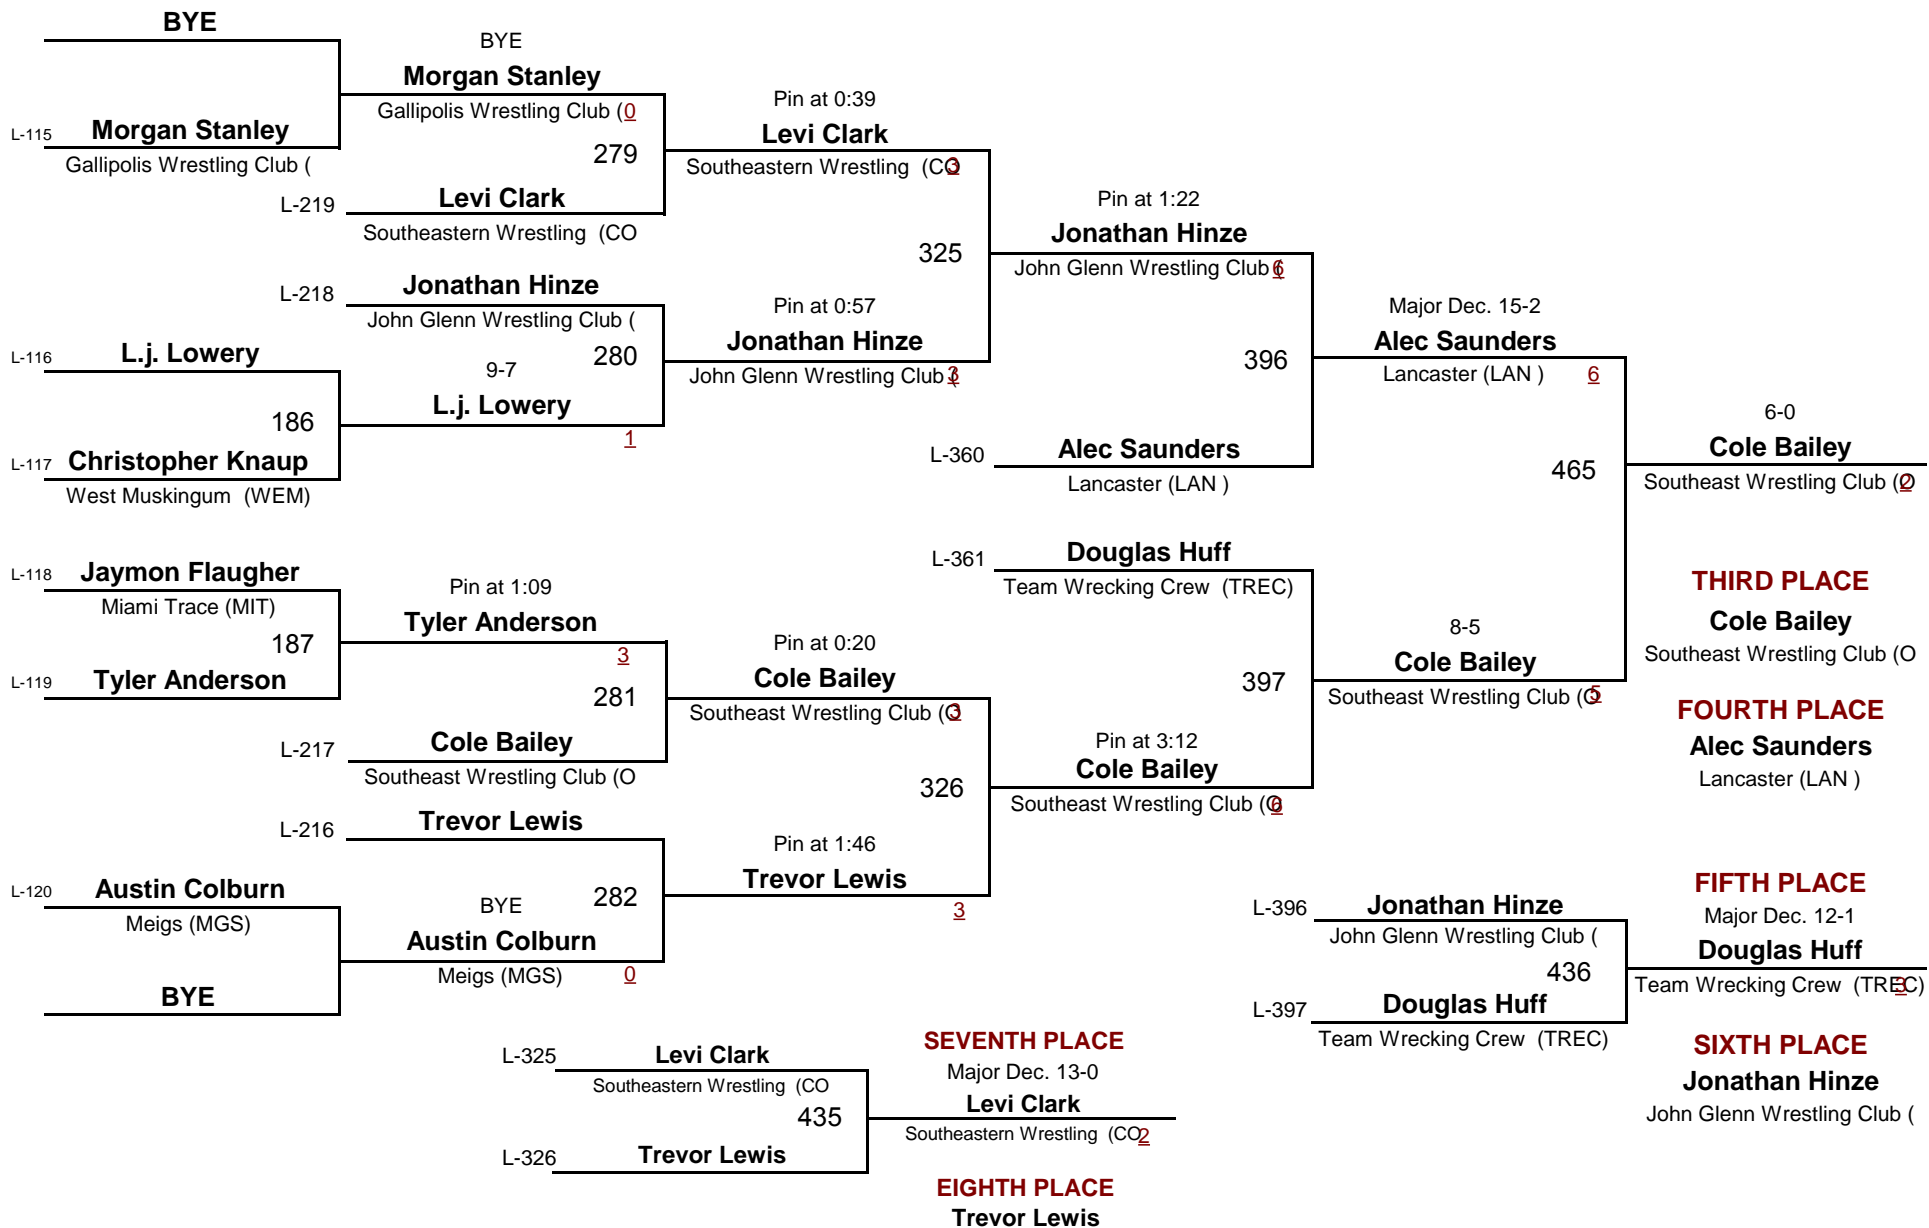 BYE
L-115 Morgan Stanley
Gallipolis Wrestling Club (
BYE
Morgan Stanley
Gallipolis Wrestling Club (0
279
L-219 Levi Clark
Southeastern Wrestling (CO
Pin at 0:39
Levi Clark
Southeastern Wrestling (CO 3
L-218 Jonathan Hinze
John Glenn Wrestling Club (
280
L-116 L.j. Lowery
186
L-117 Christopher Knaup
West Muskingum (WEM)
9-7
L.j. Lowery
1
Pin at 0:57
Jonathan Hinze
John Glenn Wrestling Club ( 3
325
Pin at 1:22
Jonathan Hinze
John Glenn Wrestling Club ( 6
396
L-360 Alec Saunders
Lancaster (LAN )
Major Dec. 15-2
Alec Saunders
Lancaster (LAN ) 6
465
6-0
Cole Bailey
Southeast Wrestling Club (O 2
L-118 Jaymon Flaugher
Miami Trace (MIT)
187
L-119 Tyler Anderson
Pin at 1:09
Tyler Anderson
3
281
L-217 Cole Bailey
Southeast Wrestling Club (O
Pin at 0:20
Cole Bailey
Southeast Wrestling Club (O 3
326
L-216 Trevor Lewis
282
L-120 Austin Colburn
Meigs (MGS)
BYE
BYE
Austin Colburn
Meigs (MGS) 0
Pin at 1:46
Trevor Lewis
3
Pin at 3:12
Cole Bailey
Southeast Wrestling Club (O 6
L-361 Douglas Huff
Team Wrecking Crew (TREC)
397
8-5
Cole Bailey
Southeast Wrestling Club (O 5
THIRD PLACE
Cole Bailey
Southeast Wrestling Club (O
FOURTH PLACE
Alec Saunders
Lancaster (LAN )
L-396 Jonathan Hinze
John Glenn Wrestling Club (
436
L-397 Douglas Huff
Team Wrecking Crew (TREC)
FIFTH PLACE
Major Dec. 12-1
Douglas Huff
Team Wrecking Crew (TREC) 3
SIXTH PLACE
Jonathan Hinze
John Glenn Wrestling Club (
L-325 Levi Clark
Southeastern Wrestling (CO
435
L-326 Trevor Lewis
SEVENTH PLACE
Major Dec. 13-0
Levi Clark
Southeastern Wrestling (CO 2
EIGHTH PLACE
Trevor Lewis